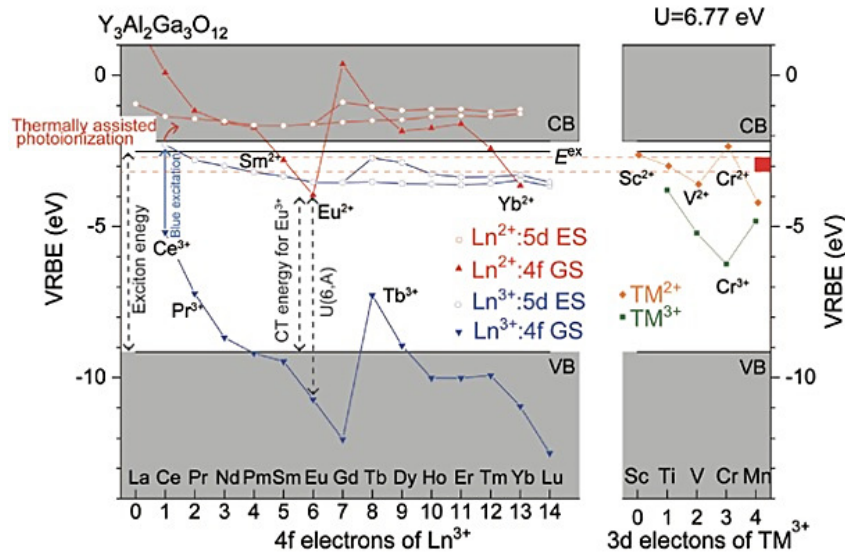 Y₃Al₂Ga₃O₁₂
U=6.77 eV
0
-5
-10
VRBE (eV)
CB
Thermally assisted
photoionization
Exciton enegy
Blue excitation
Sm²⁺
Eu²⁺
Yb²⁺
Eᵉˣ
Ce³⁺
Pr³⁺
Tb³⁺
CT energy for Eu³⁺
U(6,A)
Ln²⁺:5d ES
Ln²⁺:4f GS
Ln³⁺:5d ES
Ln³⁺:4f GS
VB
La Ce Pr Nd Pm Sm Eu Gd Tb Dy Ho Er Tm Yb Lu
0 1 2 3 4 5 6 7 8 9 10 11 12 13 14
4f electrons of Ln³⁺
CB
0
-5
-10
VRBE (eV)
Sc²⁺
V²⁺
Cr²⁺
Cr³⁺
TM²⁺
TM³⁺
VB
Sc Ti V Cr Mn
0 1 2 3 4
3d electons of TM³⁺